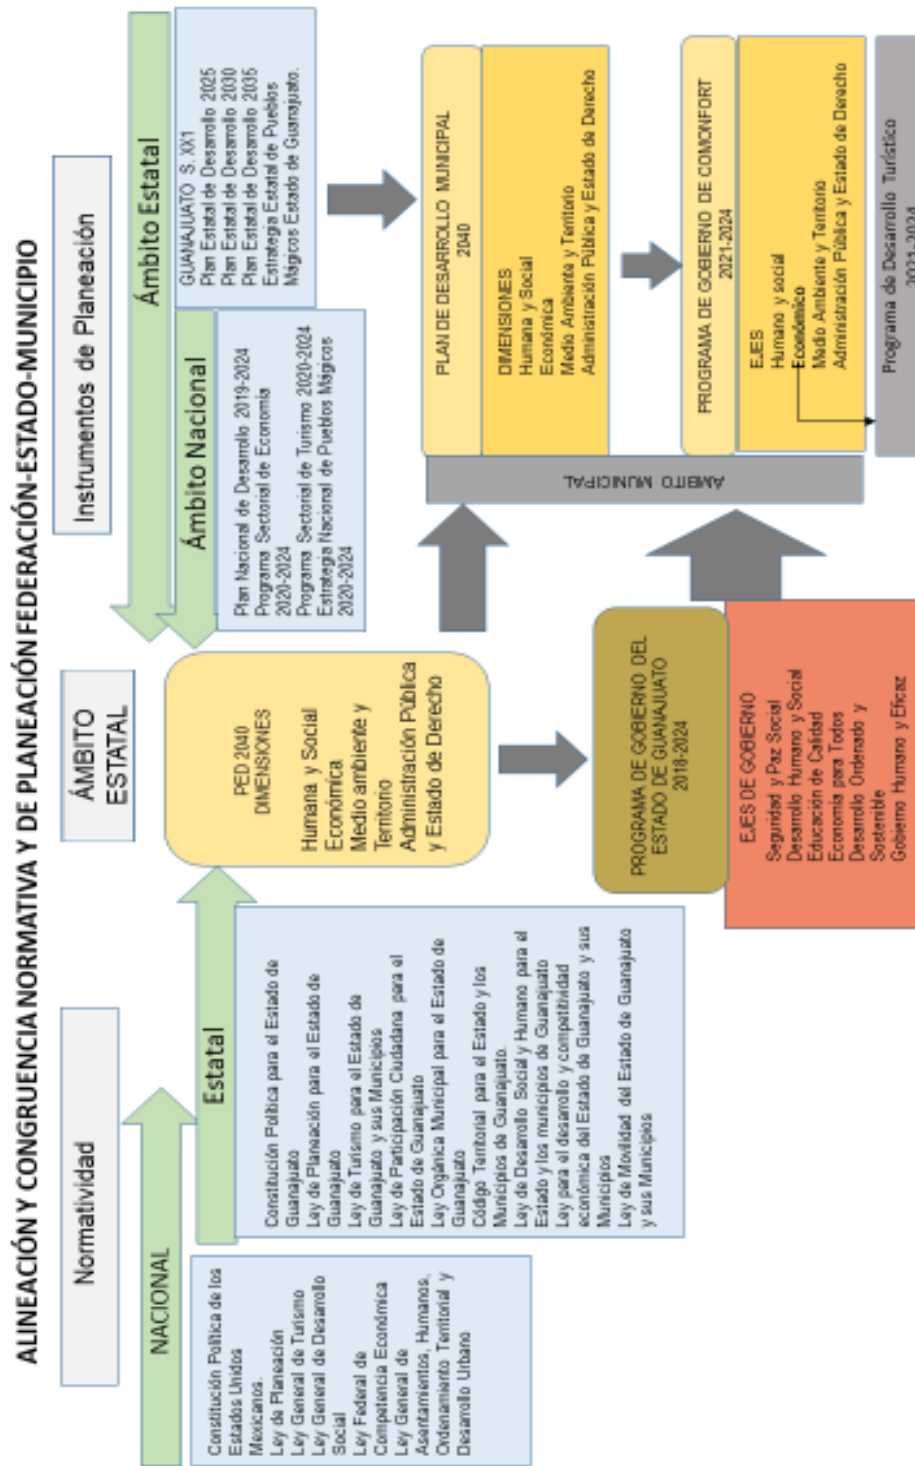 ALINEACIÓN Y CONGRUENCIA NORMATIVA Y DE PLANEACIÓN FEDERACIÓN-ESTADO-MUNICIPIO
Normatividad
ÁMBITO
ESTATAL
Instrumentos de Planeación
NACIONAL
Constitución Política de los
Estados Unidos
Mexicanos.
Ley de Planeación
Ley General de Turismo
Ley General de Desarrollo
Social
Ley Federal de
Competencia Económica
Ley General de
Asentamientos, Humanos,
Ordenamiento Territorial y
Desarrollo Urbano
Estatal
Constitución Política para el Estado de
Guanajuato
Ley de Planeación para el Estado de
Guanajuato
Ley de Turismo para el Estado de
Guanajuato y sus Municipios
Ley de Participación Ciudadana para el
Estado de Guanajuato
Ley Orgánica Municipal para el Estado de
Guanajuato
Código Territorial para el Estado y los
Municipios de Guanajuato.
Ley de Desarrollo Social y Humano para el
Estado y los municipios de Guanajuato
Ley para el desarrollo y competitividad
económica del Estado de Guanajuato y sus
Municipios
Ley de Movilidad del Estado de Guanajuato
y sus Municipios
PED 2040
DIMENSIONES
Humana y Social
Económica
Medio ambiente y
Territorio
Administración Pública
y Estado de Derecho
PROGRAMA DE GOBIERNO DEL
ESTADO DE GUANAJUATO
2018-2024
EJES DE GOBIERNO
Seguridad y Paz Social
Desarrollo Humano y Social
Educación de Calidad
Economía para Todos
Desarrollo Ordenado y
Sostenible
Gobierno Humano y Eficaz
Ámbito Estatal
GUANAJUATO S. XX1
Plan Estatal de Desarrollo 2025
Plan Estatal de Desarrollo 2030
Plan Estatal de Desarrollo 2035
Estrategia Estatal de Pueblos
Mágicos Estado de Guanajuato.
Ámbito Nacional
Plan Nacional de Desarrollo 2019-2024
Programa Sectorial de Economía
2020-2024
Programa Sectorial de Turismo 2020-2024
Estrategia Nacional de Pueblos Mágicos
2020-2024
ÁMBITO MUNICIPAL
PLAN DE DESARROLLO MUNICIPAL
2040
DIMENSIONES
Humana y Social
Económica
Medio Ambiente y Territorio
Administración Pública y Estado de Derecho
PROGRAMA DE GOBIERNO DE COMONFORT
2021-2024
EJES
Humano y social
Económico
Medio Ambiente y Territorio
Administración Pública y Estado de Derecho
Programa de Desarrollo Turístico
2021-2024